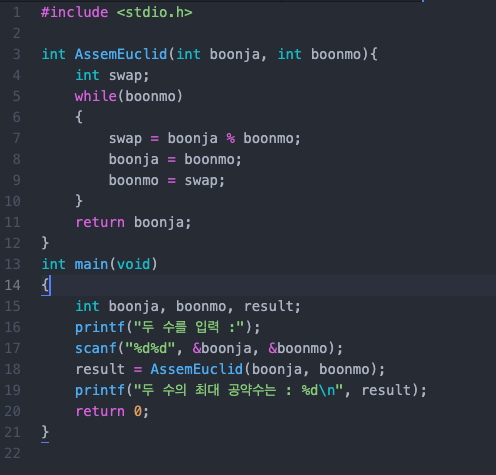 1 #include <stdio.h>
2
3 int AssemEuclid(int boonja, int boonmo){
4     int swap;
5     while(boonmo)
6     {
7         swap = boonja % boonmo;
8         boonja = boonmo;
9         boonmo = swap;
10     }
11     return boonja;
12 }
13 int main(void)
14 {
15     int boonja, boonmo, result;
16     printf("두 수를 입력 :");
17     scanf("%d%d", &boonja, &boonmo);
18     result = AssemEuclid(boonja, boonmo);
19     printf("두 수의 최대 공약수는 : %d\n", result);
20     return 0;
21 }
22